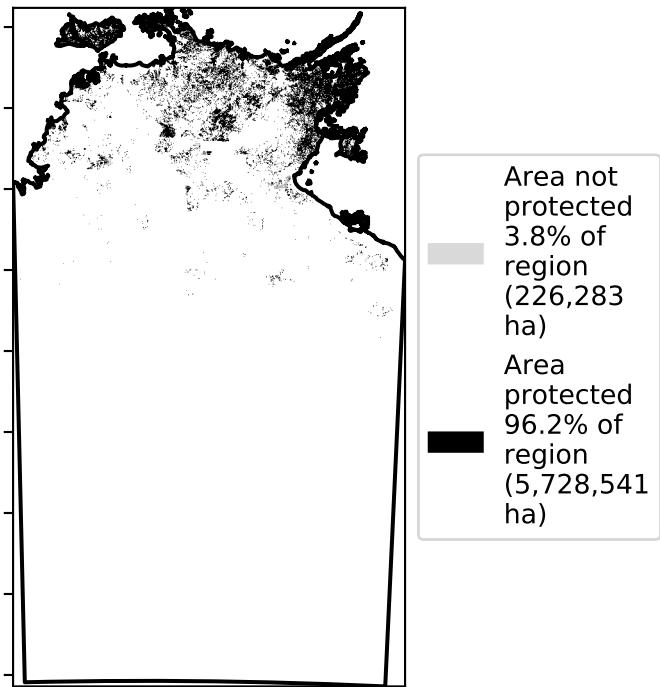 Area not
protected
3.8% of
region
(226,283
ha)
Area
protected
96.2% of
region
(5,728,541
ha)